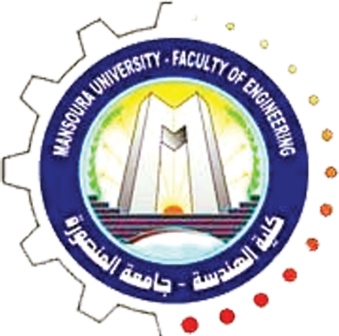 MANSOURA UNIVERSITY - FACULTY OF ENGINEERING
كلية الهندسة - جامعة المنصورة